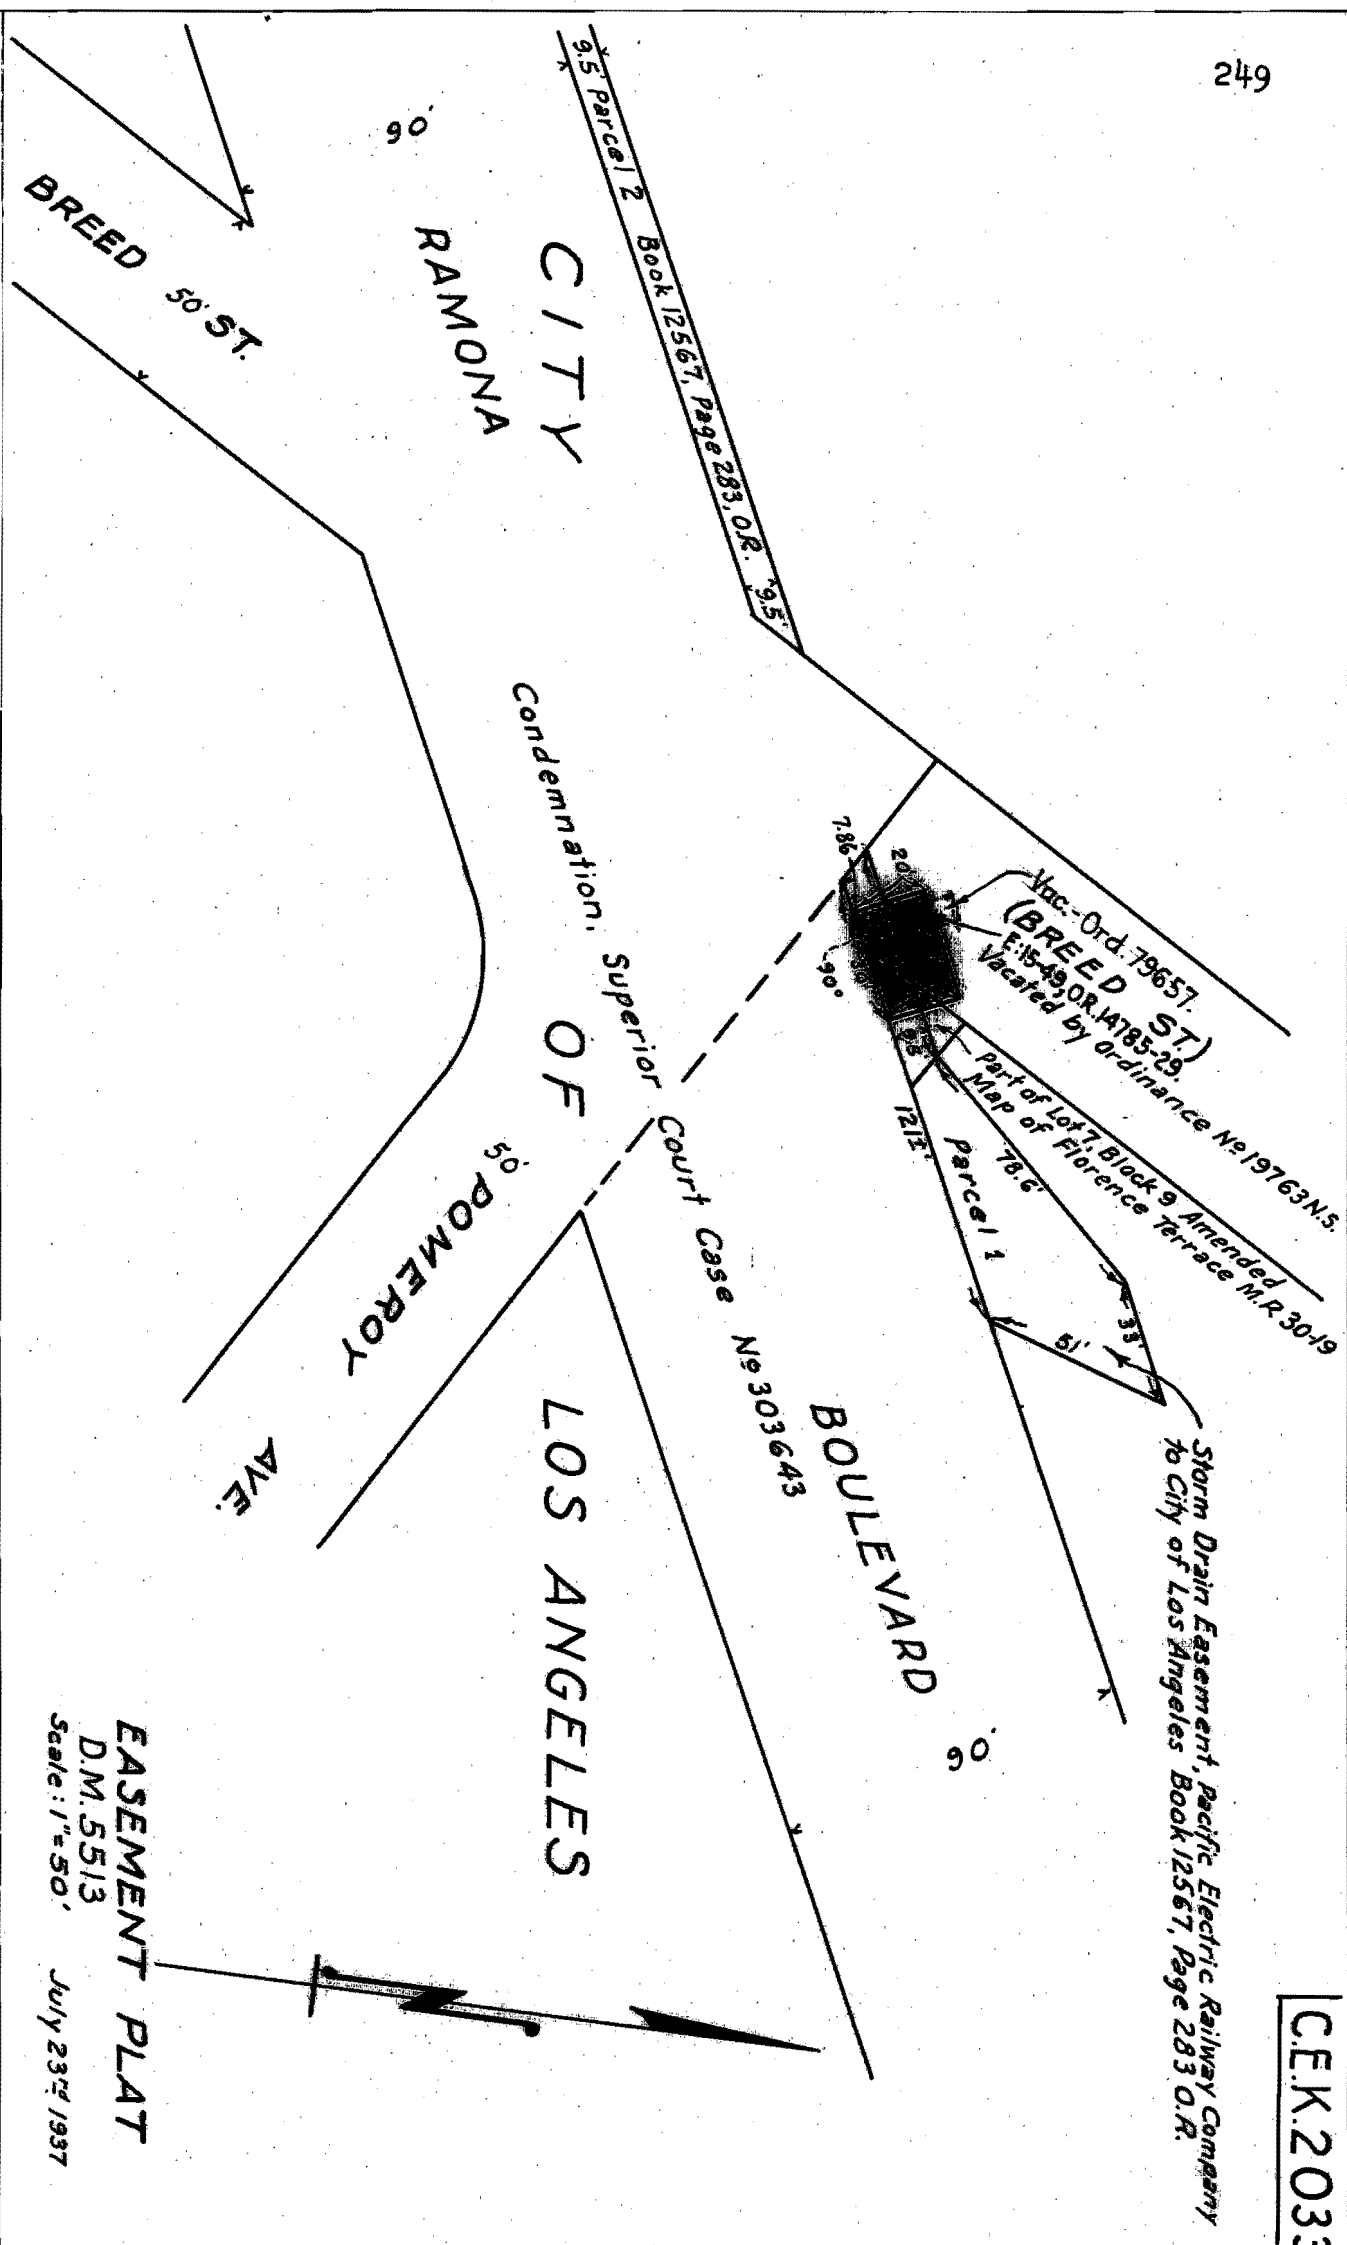 249
C.E.K. 2033
9.5' Parcel 2 Book 12567, Page 283, O.R. 9.5'
90'
RAMONA
BOULEVARD
90'
CITY OF LOS ANGELES
BREED 50' ST.
Condemnation, Superior Court Case Nº 303643
50' POMEROY
AVE.
7.86
20'
90°
Vac.-Ord. 79657.
(BREED ST.)
E:15-49, O.R. 14785-29.
Vacated by Ordinance Nº 19763 N.S.
Part of Lot 7, Block 9 Amended
Map of Florence Terrace M.R. 30-19
78.6'
Parcel 1
121±'
33'
51'
Storm Drain Easement, Pacific Electric Railway Company
to City of Los Angeles Book 12567, Page 283 O.R.
EASEMENT PLAT
D.M. 5513
Scale: 1"=50' July 23rd 1937